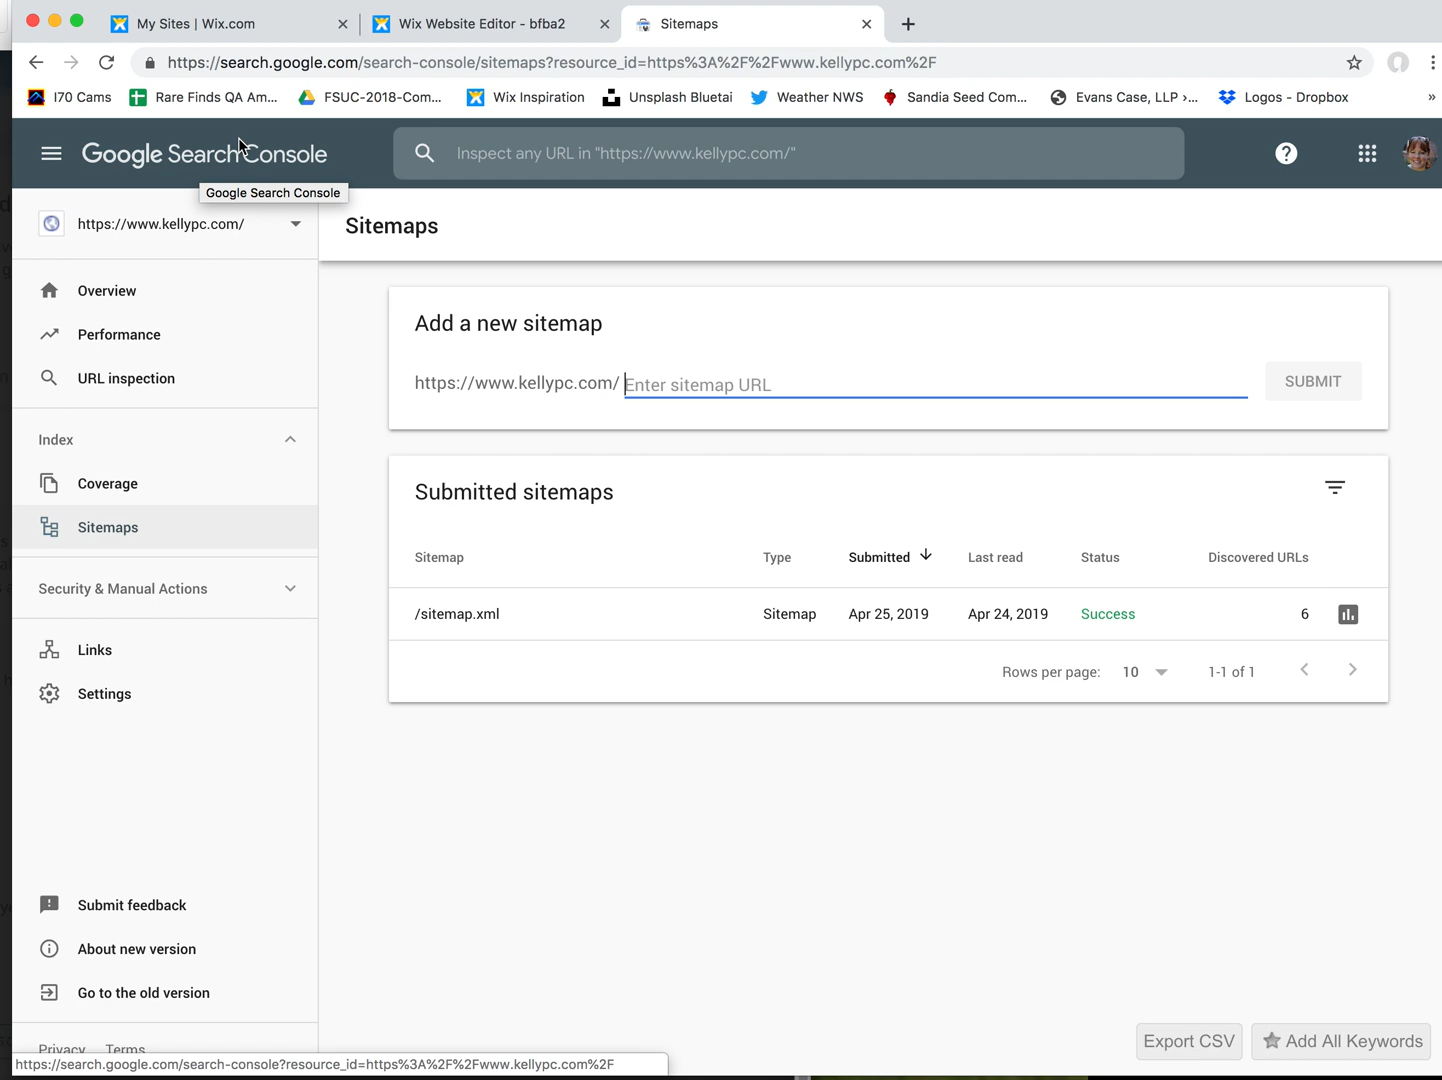 My Sites | Wix.com
Wix Website Editor - bfba2
Sitemaps
https://search.google.com/search-console/sitemaps?resource_id=https%3A%2F%2Fwww.kellypc.com%2F
I70 Cams
Rare Finds QA Am...
FSUC-2018-Com...
Wix Inspiration
Unsplash Bluetai
Weather NWS
Sandia Seed Com...
Evans Case, LLP ›...
Logos - Dropbox
»
Google Search Console
Inspect any URL in "https://www.kellypc.com/"
Google Search Console
https://www.kellypc.com/
Sitemaps
Overview
Performance
URL inspection
Index
Coverage
Sitemaps
Security & Manual Actions
Links
Settings
Add a new sitemap
https://www.kellypc.com/ Enter sitemap URL
SUBMIT
Submitted sitemaps
Sitemap Type Submitted Last read Status Discovered URLs
/sitemap.xml Sitemap Apr 25, 2019 Apr 24, 2019 Success 6
Rows per page: 10 1-1 of 1
Submit feedback
About new version
Go to the old version
Privacy Terms
Export CSV
Add All Keywords
https://search.google.com/search-console?resource_id=https%3A%2F%2Fwww.kellypc.com%2F